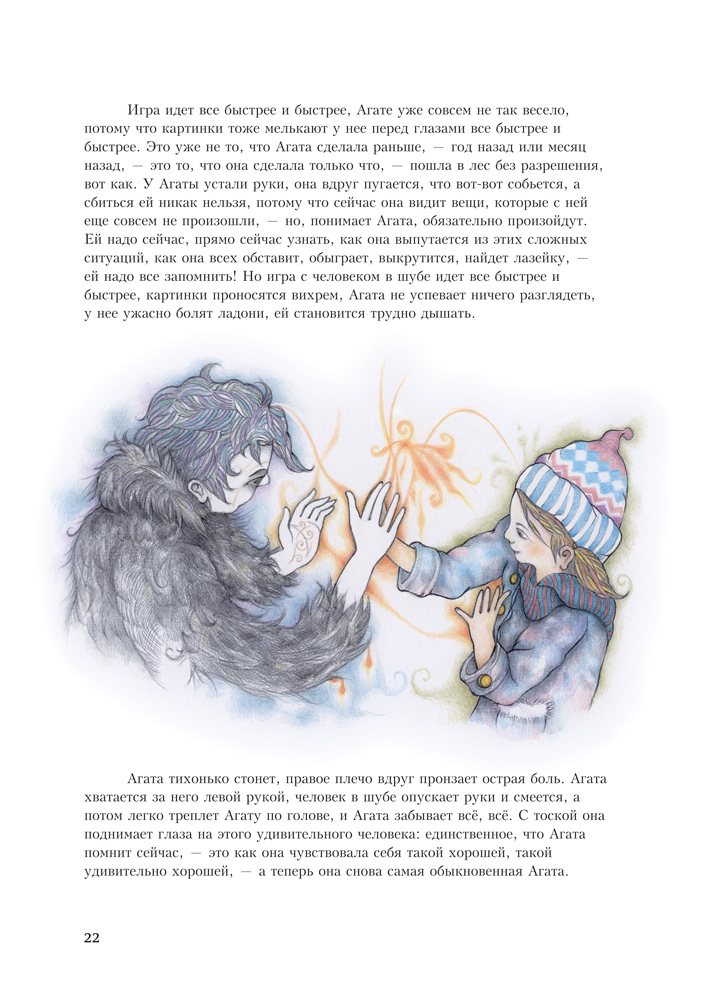 Игра идет все быстрее и быстрее, Агате уже совсем не так весело,
потому что картинки тоже мелькают у нее перед глазами все быстрее и
быстрее. Это уже не то, что Агата сделала раньше, — год назад или месяц
назад, — это то, что она сделала только что, — пошла в лес без разрешения,
вот как. У Агаты устали руки, она вдруг пугается, что вот-вот собьется, а
сбиться ей никак нельзя, потому что сейчас она видит вещи, которые с ней
еще совсем не произошли, — но, понимает Агата, обязательно произойдут.
Ей надо сейчас, прямо сейчас узнать, как она выпутается из этих сложных
ситуаций, как она всех обставит, обыграет, выкрутится, найдет лазейку, —
ей надо все запомнить! Но игра с человеком в шубе идет все быстрее и
быстрее, картинки проносятся вихрем, Агата не успевает ничего разглядеть,
у нее ужасно болят ладони, ей становится трудно дышать.
Агата тихонько стонет, правое плечо вдруг пронзает острая боль. Агата
хватается за него левой рукой, человек в шубе опускает руки и смеется, а
потом легко треплет Агату по голове, и Агата забывает всё, всё. С тоской она
поднимает глаза на этого удивительного человека: единственное, что Агата
помнит сейчас, — это как она чувствовала себя такой хорошей, такой
удивительно хорошей, — а теперь она снова самая обыкновенная Агата.
22